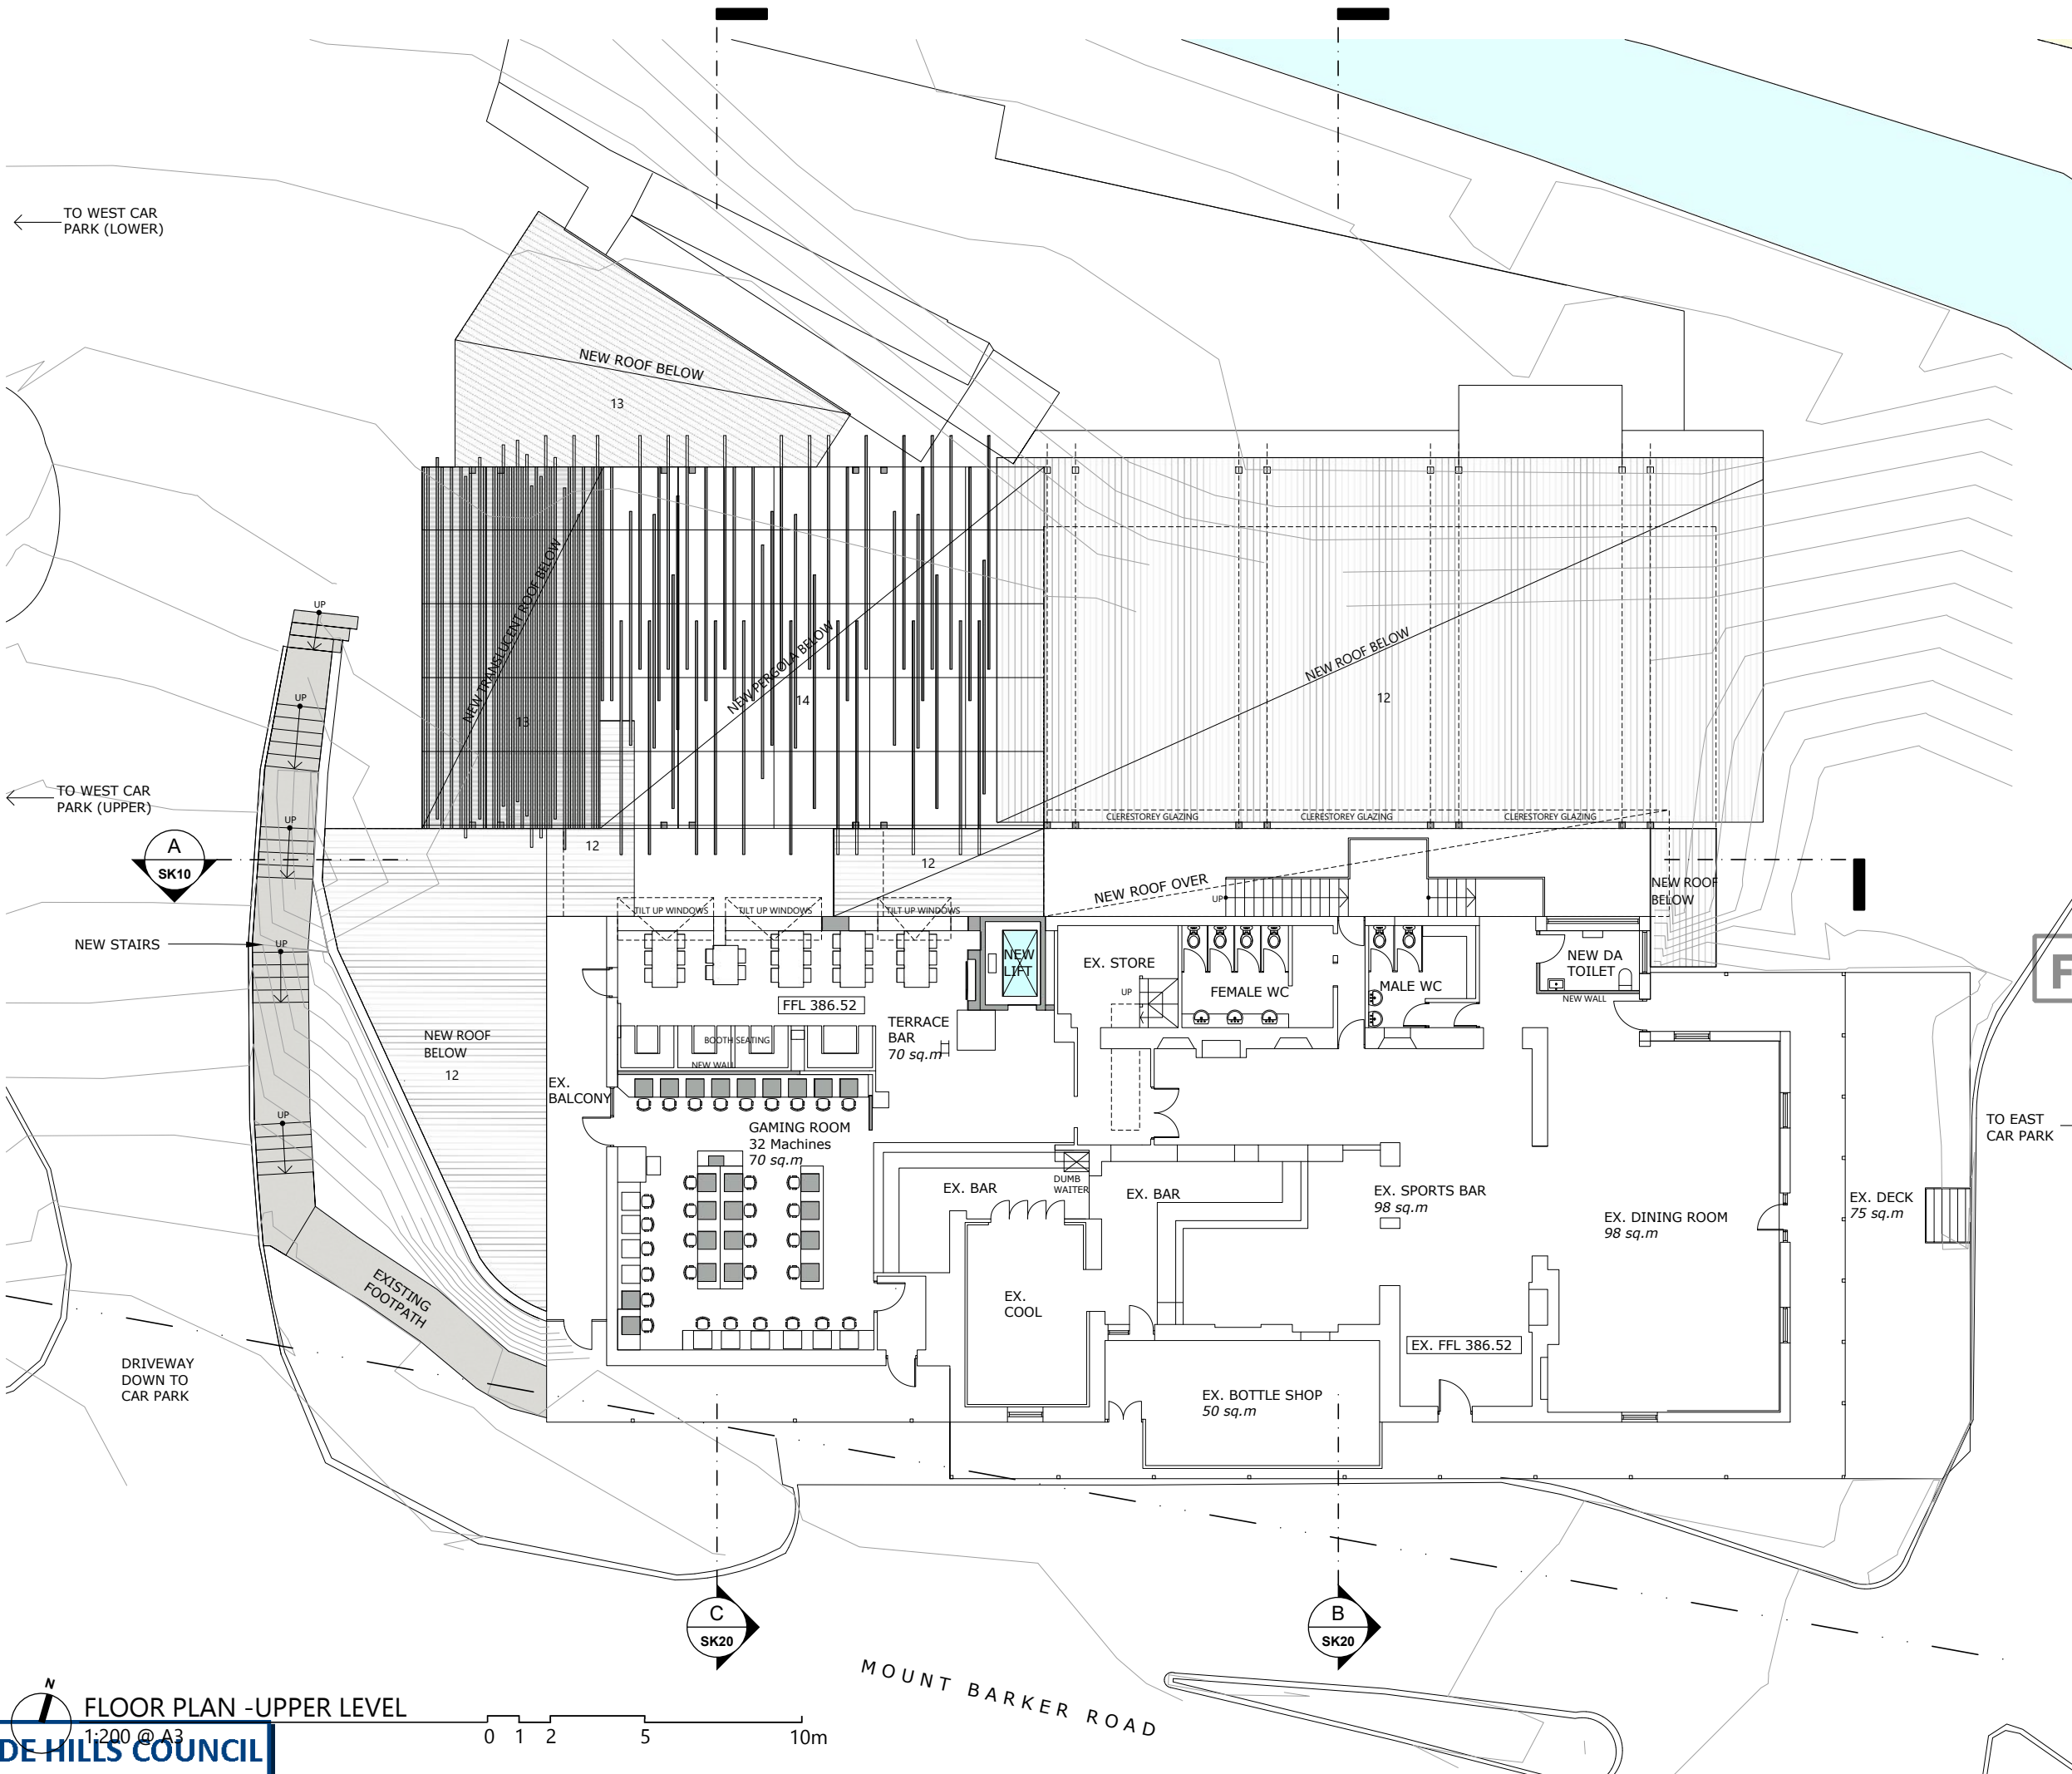 TO WEST CAR
PARK (LOWER)
NEW ROOF BELOW
13
NEW TRANSLUCENT ROOF BELOW
13
NEW PERGOLA BELOW
14
NEW ROOF BELOW
12
UP
UP
UP
UP
UP
TO WEST CAR
PARK (UPPER)
A
SK10
NEW STAIRS
CLERESTOREY GLAZING
CLERESTOREY GLAZING
CLERESTOREY GLAZING
12
12
NEW ROOF OVER
UP
NEW ROOF
BELOW
TILT UP WINDOWS
TILT UP WINDOWS
TILT UP WINDOWS
NEW
LIFT
EX. STORE
UP
FEMALE WC
MALE WC
NEW DA
TOILET
NEW WALL
FFL 386.52
TERRACE
BAR
70 sq.m
BOOTH SEATING
NEW WALL
NEW ROOF
BELOW
12
EX.
BALCONY
GAMING ROOM
32 Machines
70 sq.m
EX. BAR
DUMB
WAITER
EX. BAR
EX. SPORTS BAR
98 sq.m
EX. DINING ROOM
98 sq.m
EX. DECK
75 sq.m
TO EAST
CAR PARK
EX.
COOL
EX. FFL 386.52
EX. BOTTLE SHOP
50 sq.m
EXISTING
FOOTPATH
DRIVEWAY
DOWN TO
CAR PARK
C
SK20
B
SK20
MOUNT BARKER ROAD
N
FLOOR PLAN -UPPER LEVEL
1:200 @ A3
0 1 2 5 10m
DE HILLS COUNCIL
F